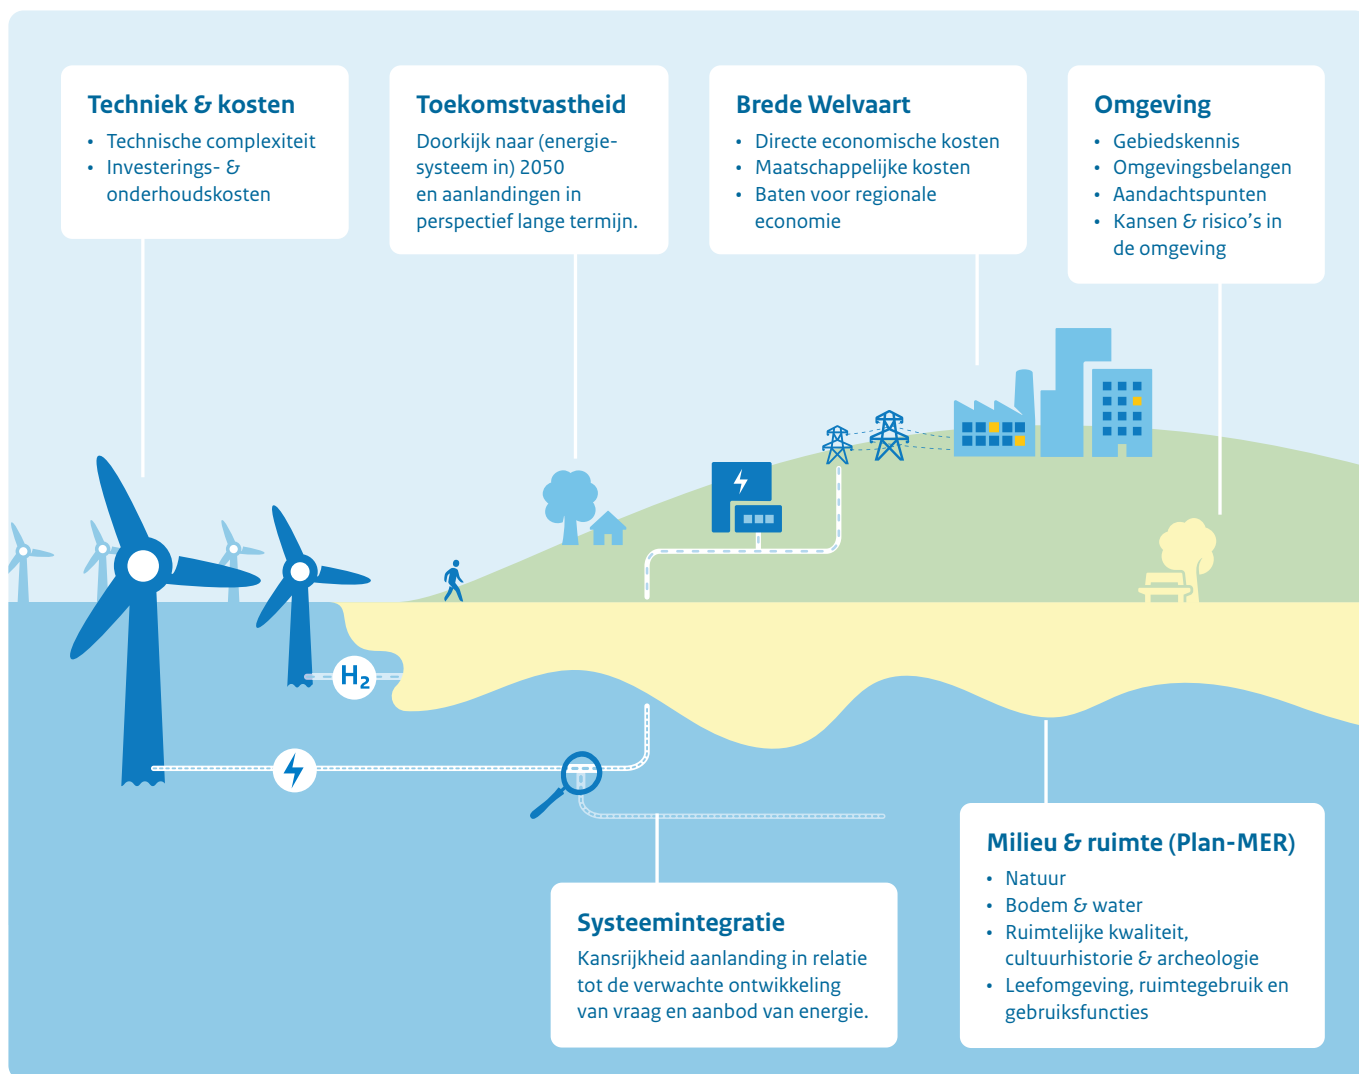 Techniek & kosten
• Technische complexiteit
• Investerings- &
onderhoudskosten
Toekomstvastheid
Doorkijk naar (energie-
systeem in) 2050
en aanlandingen in
perspectief lange termijn.
Brede Welvaart
• Directe economische kosten
• Maatschappelijke kosten
• Baten voor regionale
economie
Omgeving
• Gebiedskennis
• Omgevingsbelangen
• Aandachtspunten
• Kansen & risico's in
de omgeving
H₂
Systeemintegratie
Kansrijkheid aanlanding in relatie
tot de verwachte ontwikkeling
van vraag en aanbod van energie.
Milieu & ruimte (Plan-MER)
• Natuur
• Bodem & water
• Ruimtelijke kwaliteit,
cultuurhistorie & archeologie
• Leefomgeving, ruimtegebruik en
gebruiksfuncties